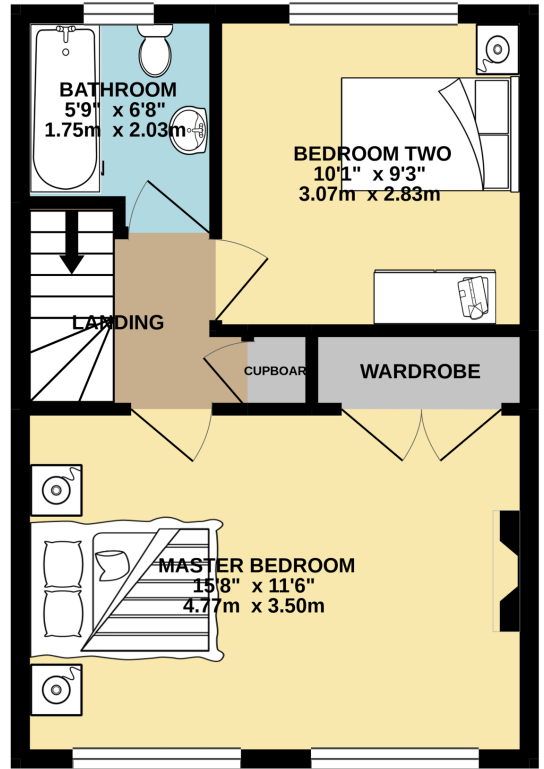 BATHROOM
5'9" x 6'8"
1.75m x 2.03m
BEDROOM TWO
10'1" x 9'3"
3.07m x 2.83m
LANDING
CUPBOAR
WARDROBE
MASTER BEDROOM
15'8" x 11'6"
4.77m x 3.50m